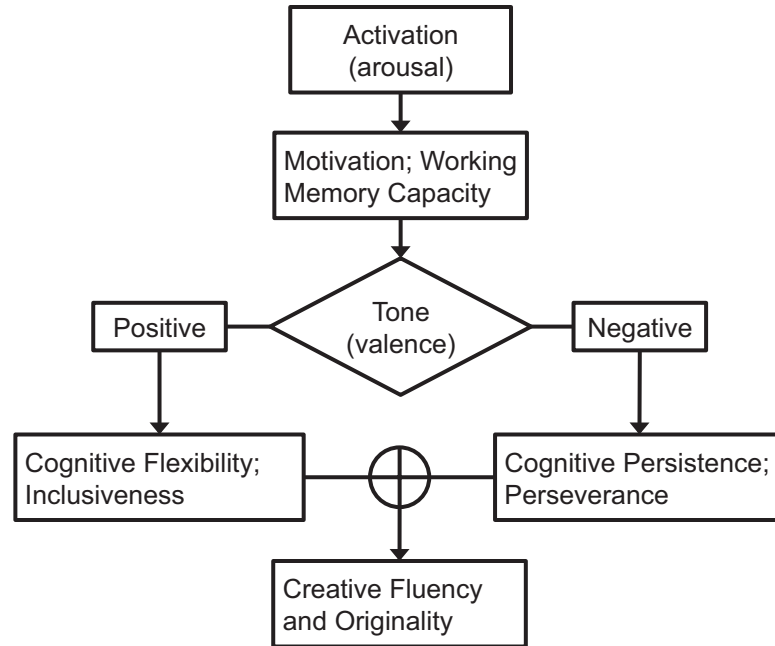 Activation
(arousal)
Motivation; Working
Memory Capacity
Tone
(valence)
Positive
Negative
Cognitive Flexibility;
Inclusiveness
Cognitive Persistence;
Perseverance
Creative Fluency
and Originality